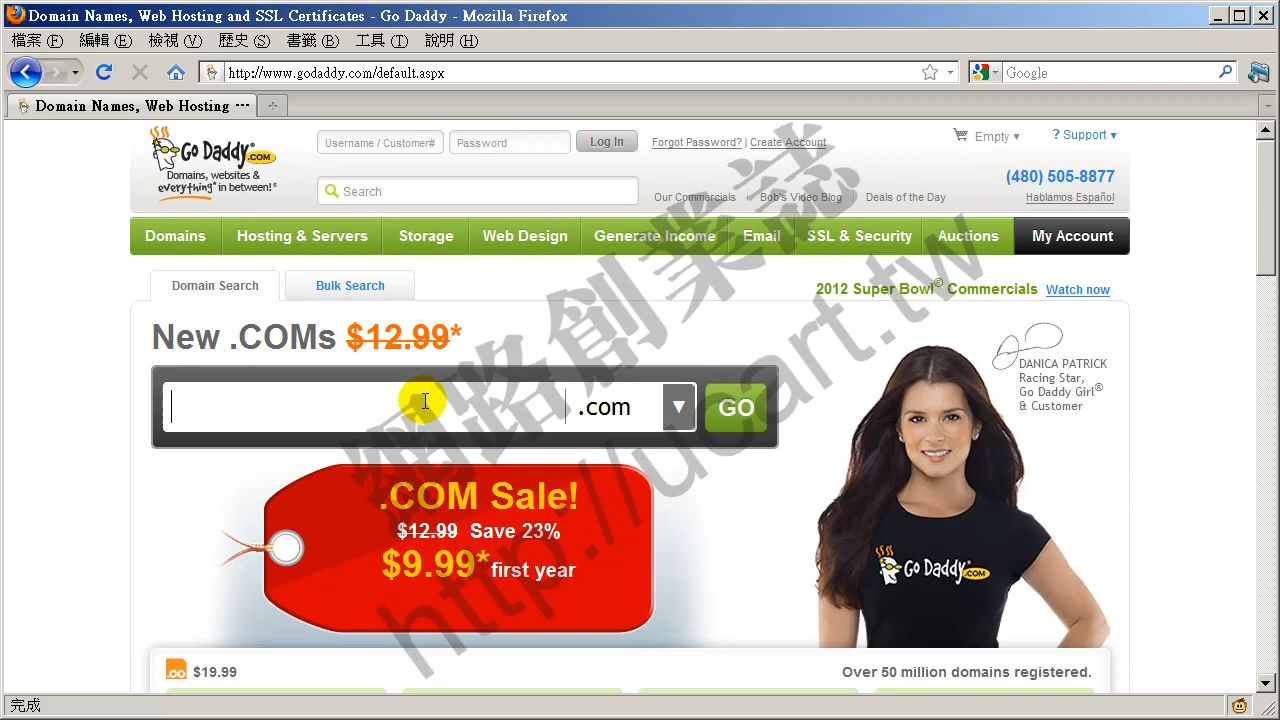 Domain Names, Web Hosting and SSL Certificates - Go Daddy - Mozilla Firefox
檔案 (F) 編輯 (E) 檢視 (V) 歷史 (S) 書籤 (B) 工具 (T) 說明 (H)
http://www.godaddy.com/default.aspx
Google
Domain Names, Web Hosting ...
Go Daddy .COM
Domains, websites & everything* in between!®
Username / Customer#
Password
Log In
Forgot Password? | Create Account
Empty
? Support
Search
(480) 505-8877
Our Commercials
Bob's Video Blog
Deals of the Day
Hablamos Español
Domains
Hosting & Servers
Storage
Web Design
Generate Income
Email
SSL & Security
Auctions
My Account
Domain Search
Bulk Search
2012 Super Bowl® Commercials Watch now
New .COMs $12.99*
.com
GO
DANICA PATRICK
Racing Star,
Go Daddy Girl®
& Customer
.COM Sale!
$12.99 Save 23%
$9.99* first year
Go Daddy .COM
.co $19.99
Over 50 million domains registered.
網路創業誌
http://ucart.tw
完成